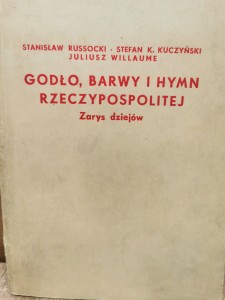 STANISŁAW RUSSOCKI - STEFAN K. KUCZYŃSKI
JULIUSZ WILLAUME
GODŁO, BARWY I HYMN
RZECZYPOSPOLITEJ
Zarys dziejów